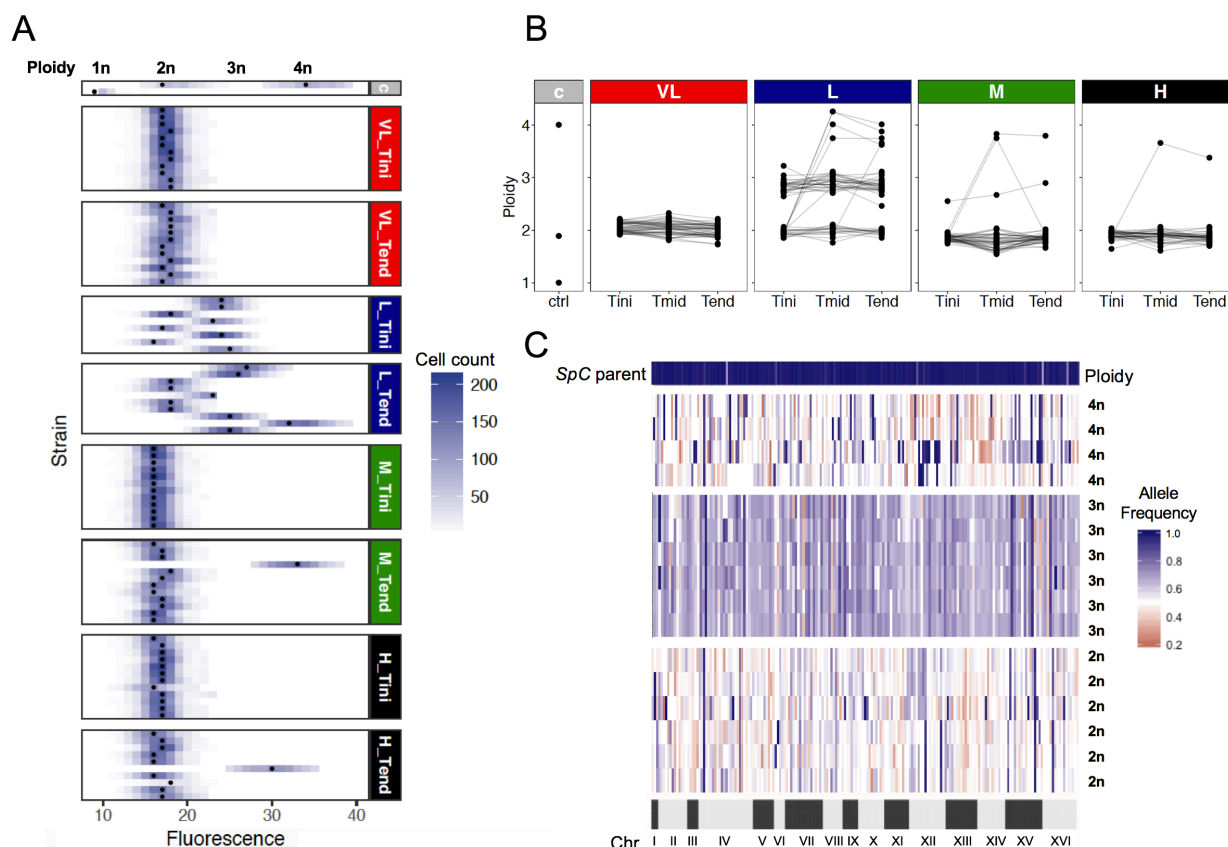 A
Ploidy 1n 2n 3n 4n
c
VL_Tini
VL_Tend
L_Tini
L_Tend
M_Tini
M_Tend
H_Tini
H_Tend
Strain
10 20 30 40
Fluorescence
Cell count
200
150
100
50
B
c VL L M H
Ploidy
4
3
2
1
ctrl Tini Tmid Tend Tini Tmid Tend Tini Tmid Tend Tini Tmid Tend
C
SpC parent Ploidy
4n
4n
4n
4n
3n
3n
3n
3n
3n
3n
2n
2n
2n
2n
2n
2n
Chr I II III IV V VI VII VIII IX X XI XII XIII XIV XV XVI
Allele
Frequency
1.0
0.8
0.6
0.4
0.2